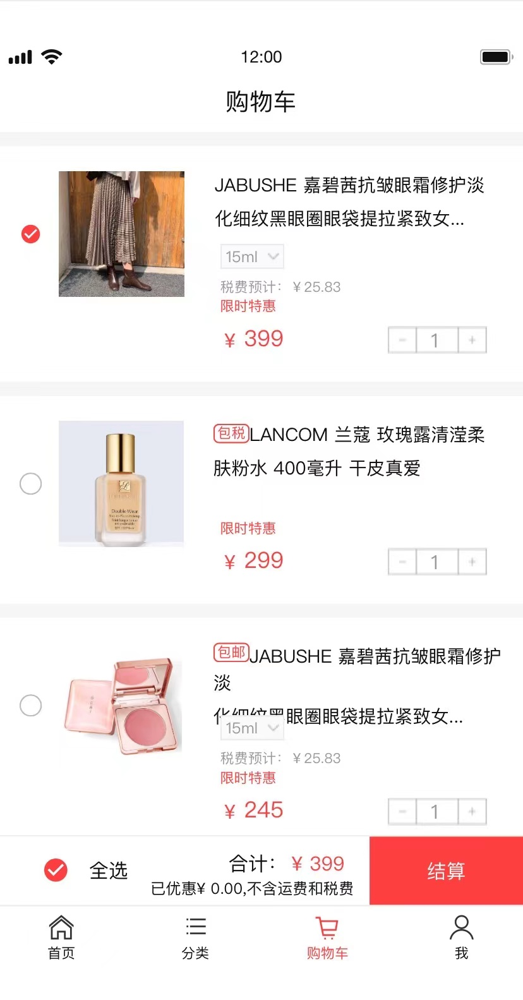 12:00
购物车
JABUSHE 嘉碧茜抗皱眼霜修护淡
化细纹黑眼圈眼袋提拉紧致女...
15ml
税费预计： ¥ 25.83
限时特惠
¥ 399
- 1 +
包税LANCOM 兰蔻 玫瑰露清滢柔
肤粉水 400毫升 干皮真爱
Double Wear
限时特惠
¥ 299
- 1 +
包邮JABUSHE 嘉碧茜抗皱眼霜修护
淡
化细纹黑眼圈眼袋提拉紧致女...
15ml
税费预计： ¥ 25.83
限时特惠
¥ 245
- 1 +
全选
合计： ¥ 399
已优惠¥ 0.00,不含运费和税费
结算
首页 分类 购物车 我